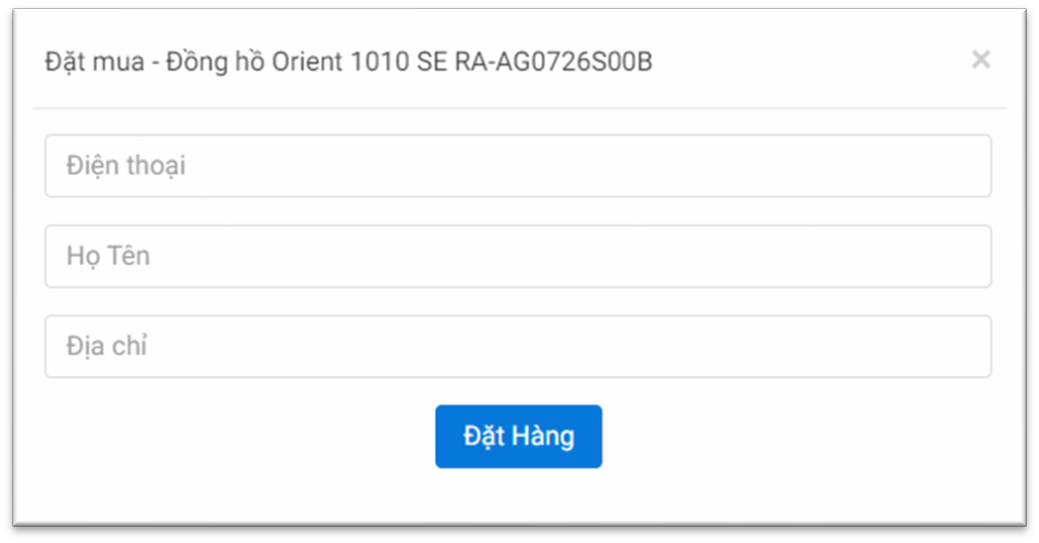 Đặt mua - Đồng hồ Orient 1010 SE RA-AG0726S00B
×
Điện thoại
Họ Tên
Địa chỉ
Đặt Hàng